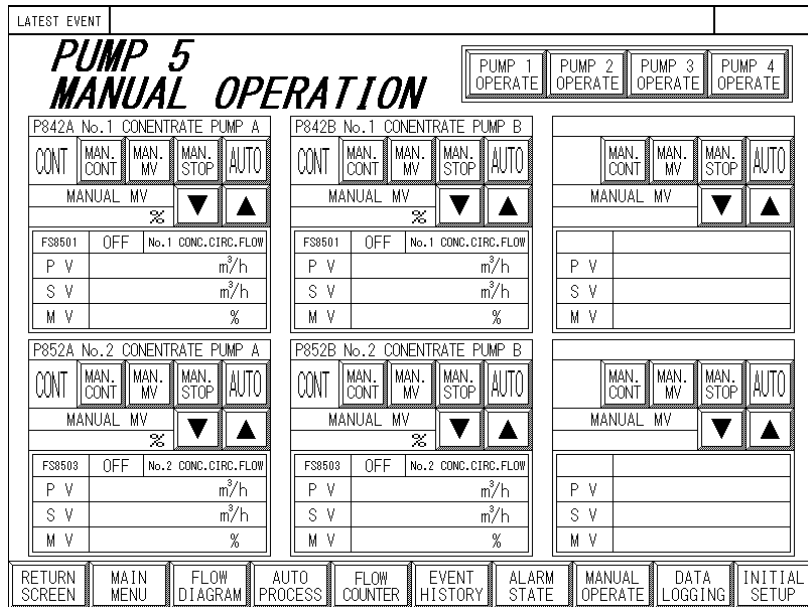 LATEST EVENT
PUMP 5
MANUAL OPERATION
PUMP 1 OPERATE
PUMP 2 OPERATE
PUMP 3 OPERATE
PUMP 4 OPERATE
P842A No.1 CONENTRATE PUMP A
CONT
MAN. CONT
MAN. MV
MAN. STOP
AUTO
MANUAL MV
▼ ▲
%
FS8501 OFF No.1 CONC.CIRC.FLOW
P V m³/h
S V m³/h
M V %
P842B No.1 CONENTRATE PUMP B
CONT
MAN. CONT
MAN. MV
MAN. STOP
AUTO
MANUAL MV
▼ ▲
%
FS8501 OFF No.1 CONC.CIRC.FLOW
P V m³/h
S V m³/h
M V %
MAN. CONT
MAN. MV
MAN. STOP
AUTO
MANUAL MV
▼ ▲
P V
S V
M V
P852A No.2 CONENTRATE PUMP A
CONT
MAN. CONT
MAN. MV
MAN. STOP
AUTO
MANUAL MV
▼ ▲
%
FS8503 OFF No.2 CONC.CIRC.FLOW
P V m³/h
S V m³/h
M V %
P852B No.2 CONENTRATE PUMP B
CONT
MAN. CONT
MAN. MV
MAN. STOP
AUTO
MANUAL MV
▼ ▲
%
FS8503 OFF No.2 CONC.CIRC.FLOW
P V m³/h
S V m³/h
M V %
MAN. CONT
MAN. MV
MAN. STOP
AUTO
MANUAL MV
▼ ▲
P V
S V
M V
RETURN SCREEN
MAIN MENU
FLOW DIAGRAM
AUTO PROCESS
FLOW COUNTER
EVENT HISTORY
ALARM STATE
MANUAL OPERATE
DATA LOGGING
INITIAL SETUP